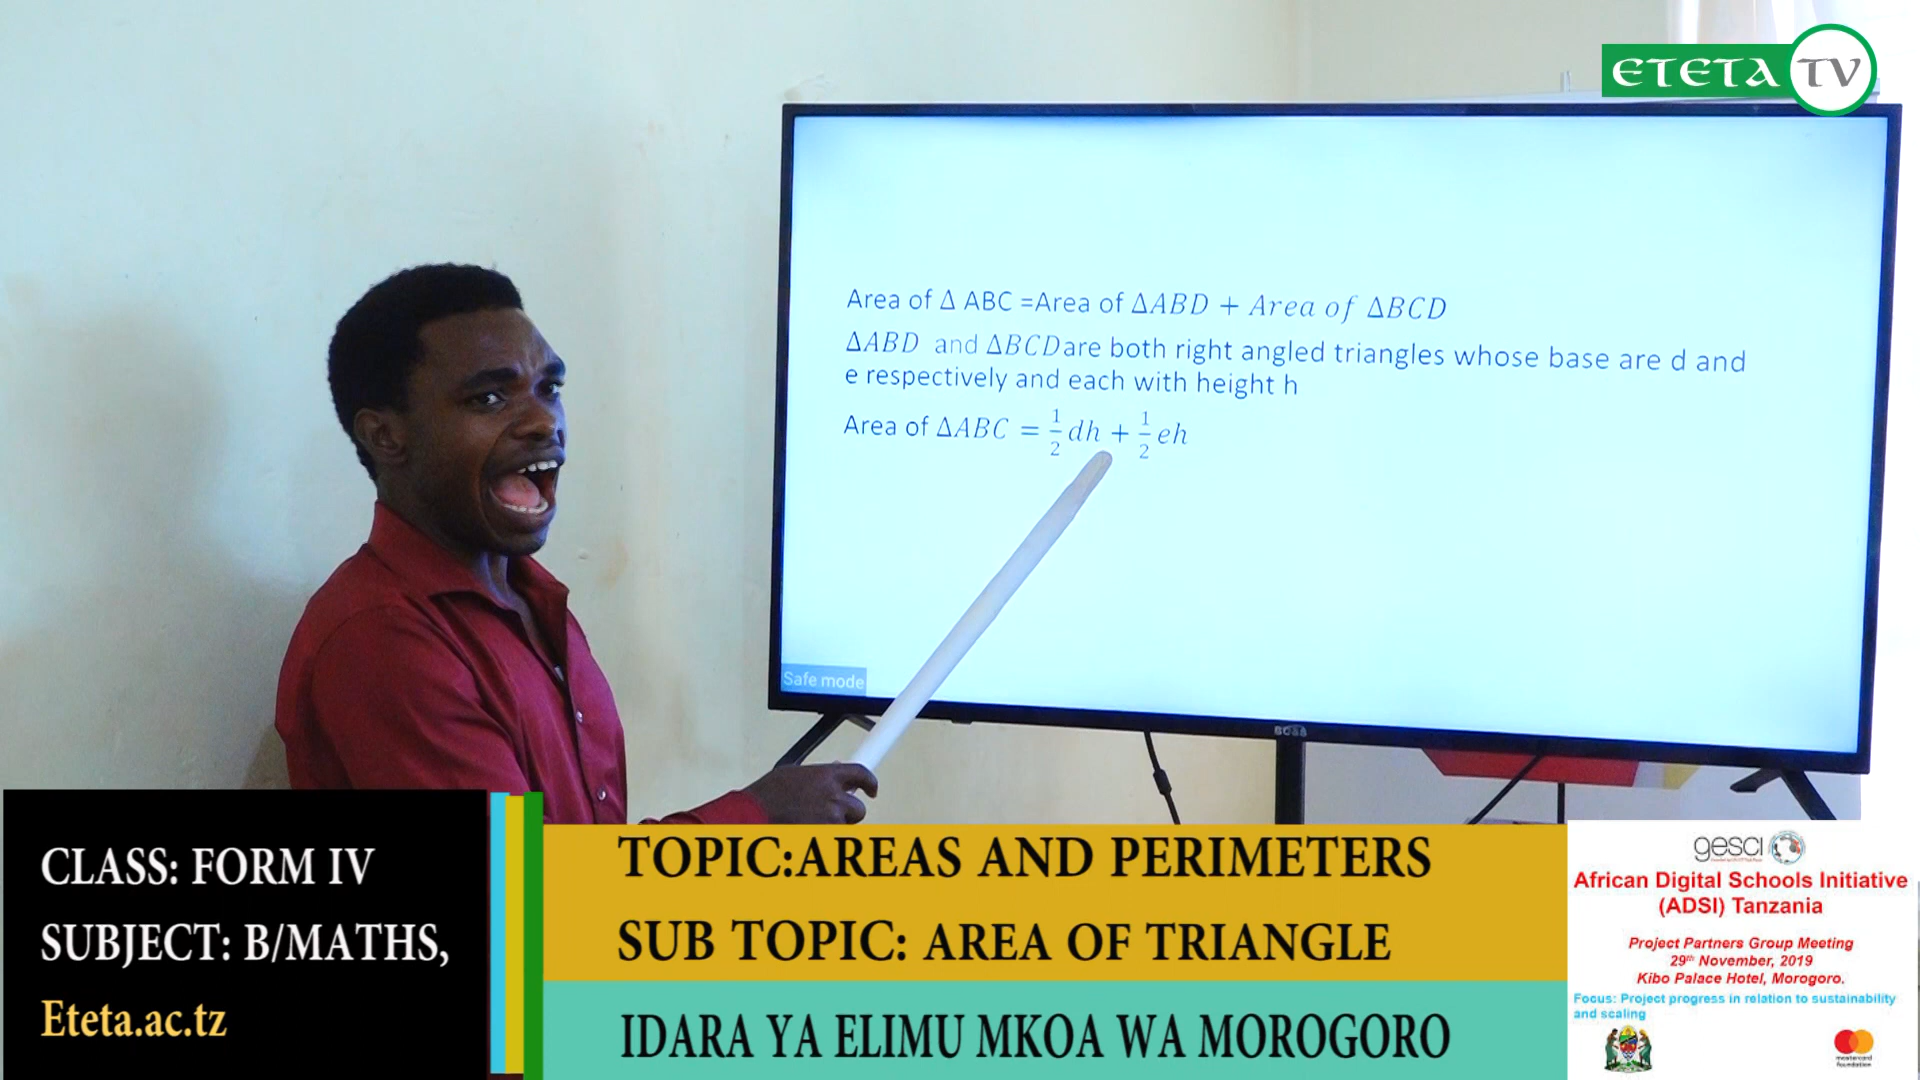 ETETA TV
Area of Δ ABC =Area of ΔABD + Area of ΔBCD
ΔABD and ΔBCDare both right angled triangles whose base are d and
e respectively and each with height h
Area of ΔABC = 1/2 dh + 1/2 eh
Safe mode
BOSS
CLASS: FORM IV
SUBJECT: B/MATHS,
Eteta.ac.tz
TOPIC:AREAS AND PERIMETERS
SUB TOPIC: AREA OF TRIANGLE
IDARA YA ELIMU MKOA WA MOROGORO
gesci
African Digital Schools Initiative
(ADSI) Tanzania
Project Partners Group Meeting
29th November, 2019
Kibo Palace Hotel, Morogoro.
Focus: Project progress in relation to sustainability
and scaling
mastercard
foundation